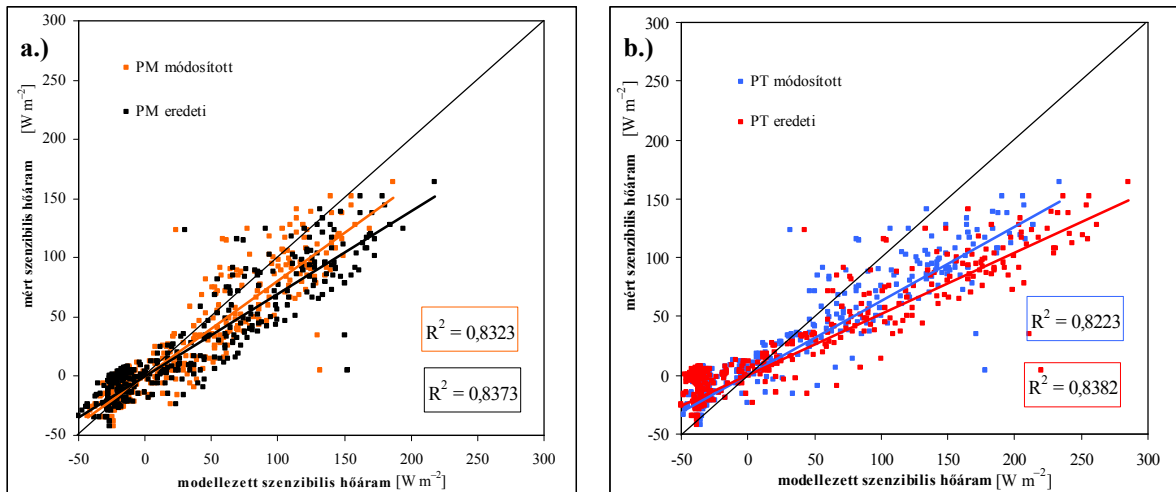 a.)
PM módosított
PM eredeti
mért szenzibilis hőáram [W m⁻²]
300
250
200
150
100
50
0
-50
R² = 0,8323
R² = 0,8373
-50 0 50 100 150 200 250 300
modellezett szenzibilis hőáram [W m⁻²]
b.)
PT módosított
PT eredeti
mért szenzibilis hőáram [W m⁻²]
300
250
200
150
100
50
0
-50
R² = 0,8223
R² = 0,8382
-50 0 50 100 150 200 250 300
modellezett szenzibilis hőáram [W m⁻²]